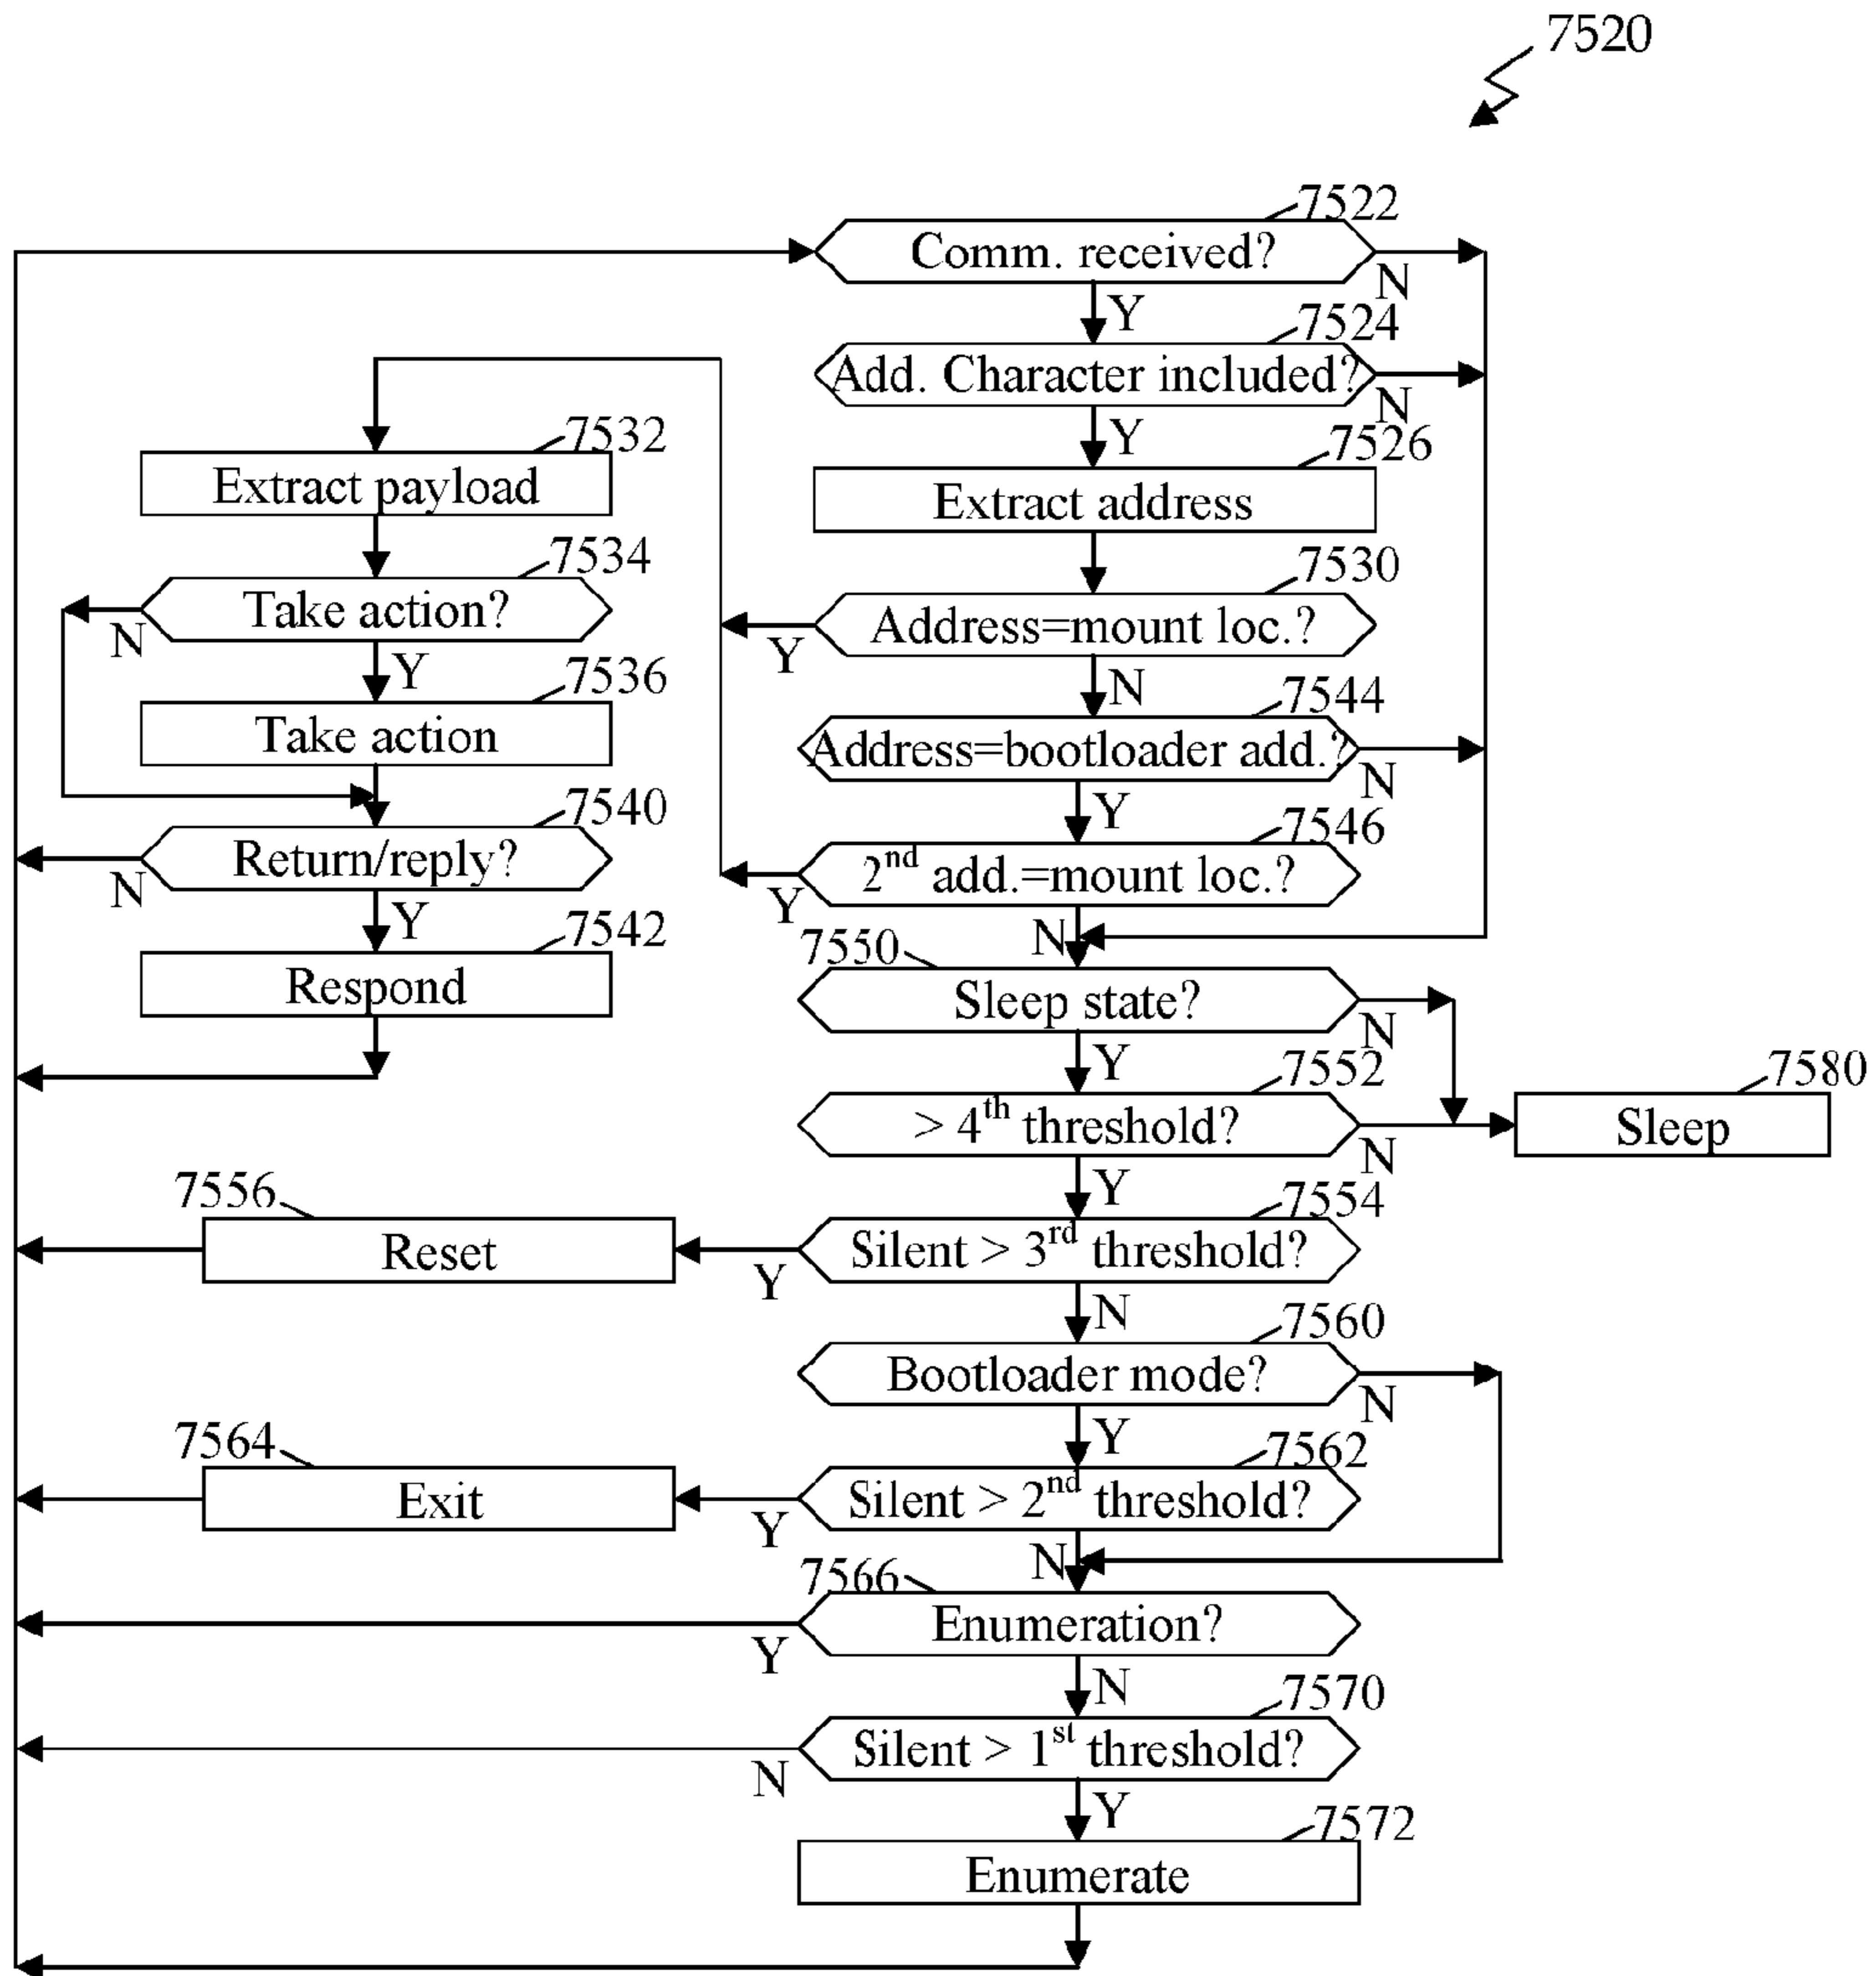 7520
7522
Comm. received?
N
Y
7524
Add. Character included?
N
Y
7526
Extract address
7530
Address=mount loc.?
Y
N
7544
Address=bootloader add.?
N
Y
7546
2nd add.=mount loc.?
Y
N
7532
Extract payload
7534
Take action?
N
Y
7536
Take action
7540
Return/reply?
N
Y
7542
Respond
7550
Sleep state?
N
Y
7552
> 4th threshold?
N
Y
7580
Sleep
7554
Silent > 3rd threshold?
Y
N
7556
Reset
7560
Bootloader mode?
N
Y
7562
Silent > 2nd threshold?
Y
N
7564
Exit
7566
Enumeration?
Y
N
7570
Silent > 1st threshold?
N
Y
7572
Enumerate